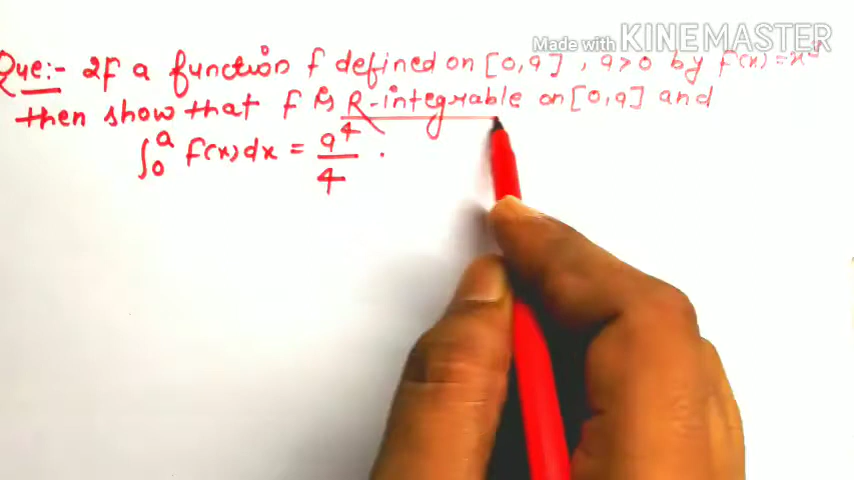 Made with KINEMASTER
Que:- If a function f defined on [0,a], a>0 by f(x)=x³
then show that f is R-integrable on [0,a] and
∫₀ᵃ f(x)dx = a⁴/4 .